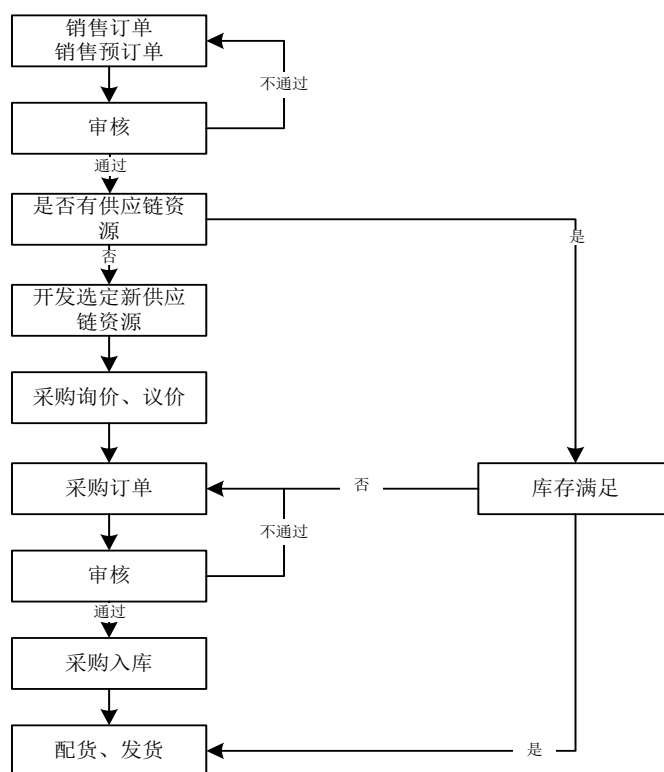 销售订单
销售预订单
不通过
审核
通过
是否有供应链资
源
是
否
开发选定新供应
链资源
采购询价、议价
采购订单
否
库存满足
不通过
审核
通过
采购入库
配货、发货
是